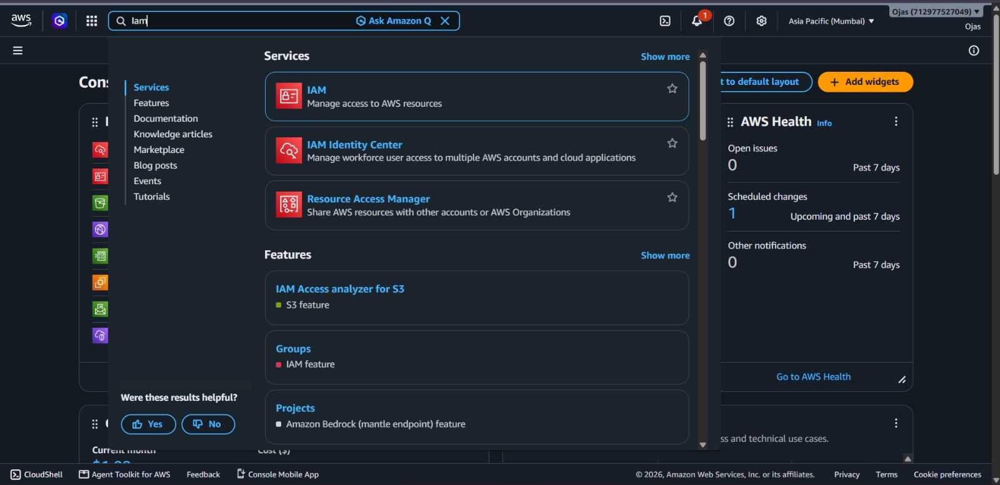 aws
Iam
Ask Amazon Q
1
Asia Pacific (Mumbai)
Ojas (712977527049)
Ojas
Services
Features
Documentation
Knowledge articles
Marketplace
Blog posts
Events
Tutorials
Were these results helpful?
Yes
No
Services
Show more
IAM
Manage access to AWS resources
IAM Identity Center
Manage workforce user access to multiple AWS accounts and cloud applications
Resource Access Manager
Share AWS resources with other accounts or AWS Organizations
Features
Show more
IAM Access analyzer for S3
S3 feature
Groups
IAM feature
Projects
Amazon Bedrock (mantle endpoint) feature
to default layout
Add widgets
AWS Health
Info
Open issues
0
Past 7 days
Scheduled changes
1
Upcoming and past 7 days
Other notifications
0
Past 7 days
Go to AWS Health
and technical use cases.
Current month
Cost ($)
CloudShell
Agent Toolkit for AWS
Feedback
Console Mobile App
© 2026, Amazon Web Services, Inc. or its affiliates.
Privacy
Terms
Cookie preferences